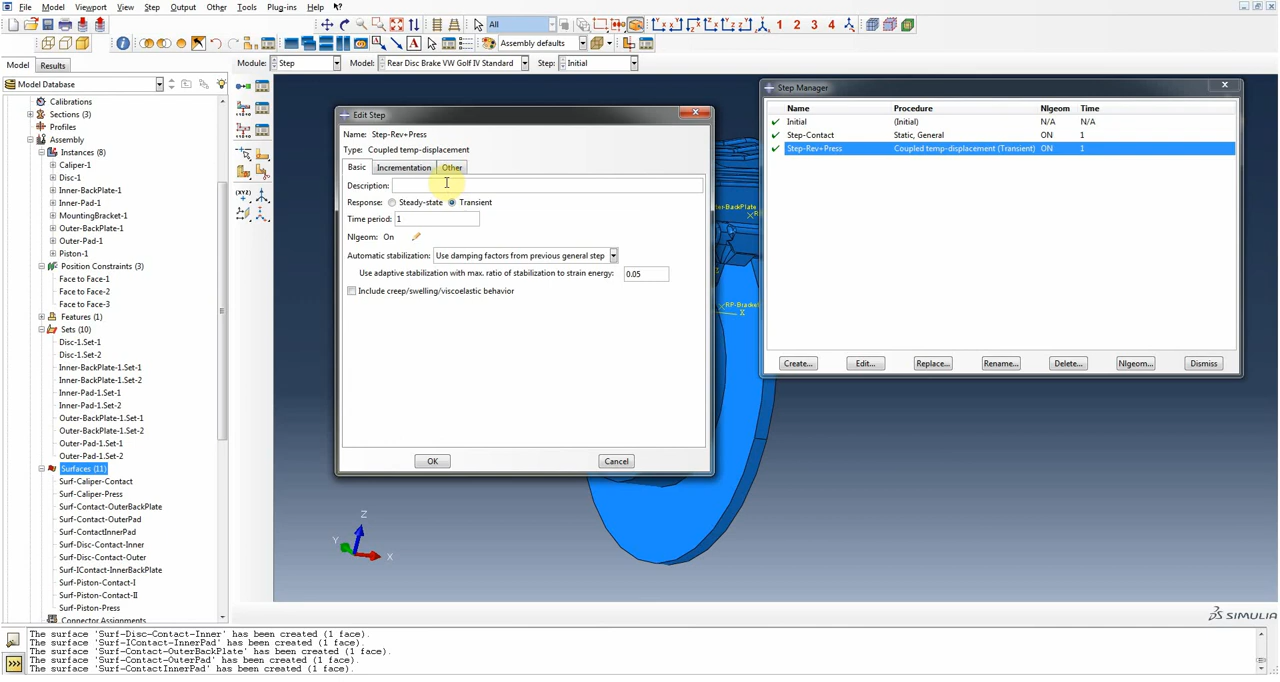 File Model Viewport View Step Output Other Tools Plug-ins Help
All
1 2 3 4
Assembly defaults
Model Results
Module: Step Model: Rear Disc Brake VW Golf IV Standard Step: Initial
Model Database
Calibrations
Sections (3)
Profiles
Assembly
Instances (8)
Caliper-1
Disc-1
Inner-BackPlate-1
Inner-Pad-1
MountingBracket-1
Outer-BackPlate-1
Outer-Pad-1
Piston-1
Position Constraints (3)
Face to Face-1
Face to Face-2
Face to Face-3
Features (1)
Sets (10)
Disc-1.Set-1
Disc-1.Set-2
Inner-BackPlate-1.Set-1
Inner-BackPlate-1.Set-2
Inner-Pad-1.Set-1
Inner-Pad-1.Set-2
Outer-BackPlate-1.Set-1
Outer-BackPlate-1.Set-2
Outer-Pad-1.Set-1
Outer-Pad-1.Set-2
Surfaces (11)
Surf-Caliper-Contact
Surf-Caliper-Press
Surf-Contact-OuterBackPlate
Surf-Contact-OuterPad
Surf-ContactInnerPad
Surf-Disc-Contact-Inner
Surf-Disc-Contact-Outer
Surf-IContact-InnerBackPlate
Surf-Piston-Contact-I
Surf-Piston-Contact-II
Surf-Piston-Press
Connector Assignments
Edit Step
Name: Step-Rev+Press
Type: Coupled temp-displacement
Basic Incrementation Other
Description:
Response: Steady-state Transient
Time period: 1
Nlgeom: On
Automatic stabilization: Use damping factors from previous general step
Use adaptive stabilization with max. ratio of stabilization to strain energy: 0.05
Include creep/swelling/viscoelastic behavior
OK Cancel
Step Manager
Name Procedure Nlgeom Time
Initial (Initial) N/A N/A
Step-Contact Static, General ON 1
Step-Rev+Press Coupled temp-displacement (Transient) ON 1
Create... Edit... Replace... Rename... Delete... Nlgeom... Dismiss
X
X
Z
Y
X
SIMULIA
The surface 'Surf-Disc-Contact-Inner' has been created (1 face).
The surface 'Surf-IContact-InnerPad' has been created (1 face).
The surface 'Surf-Contact-OuterBackPlate' has been created (1 face).
The surface 'Surf-Contact-OuterPad' has been created (1 face).
The surface 'Surf-ContactInnerPad' has been created (1 face).